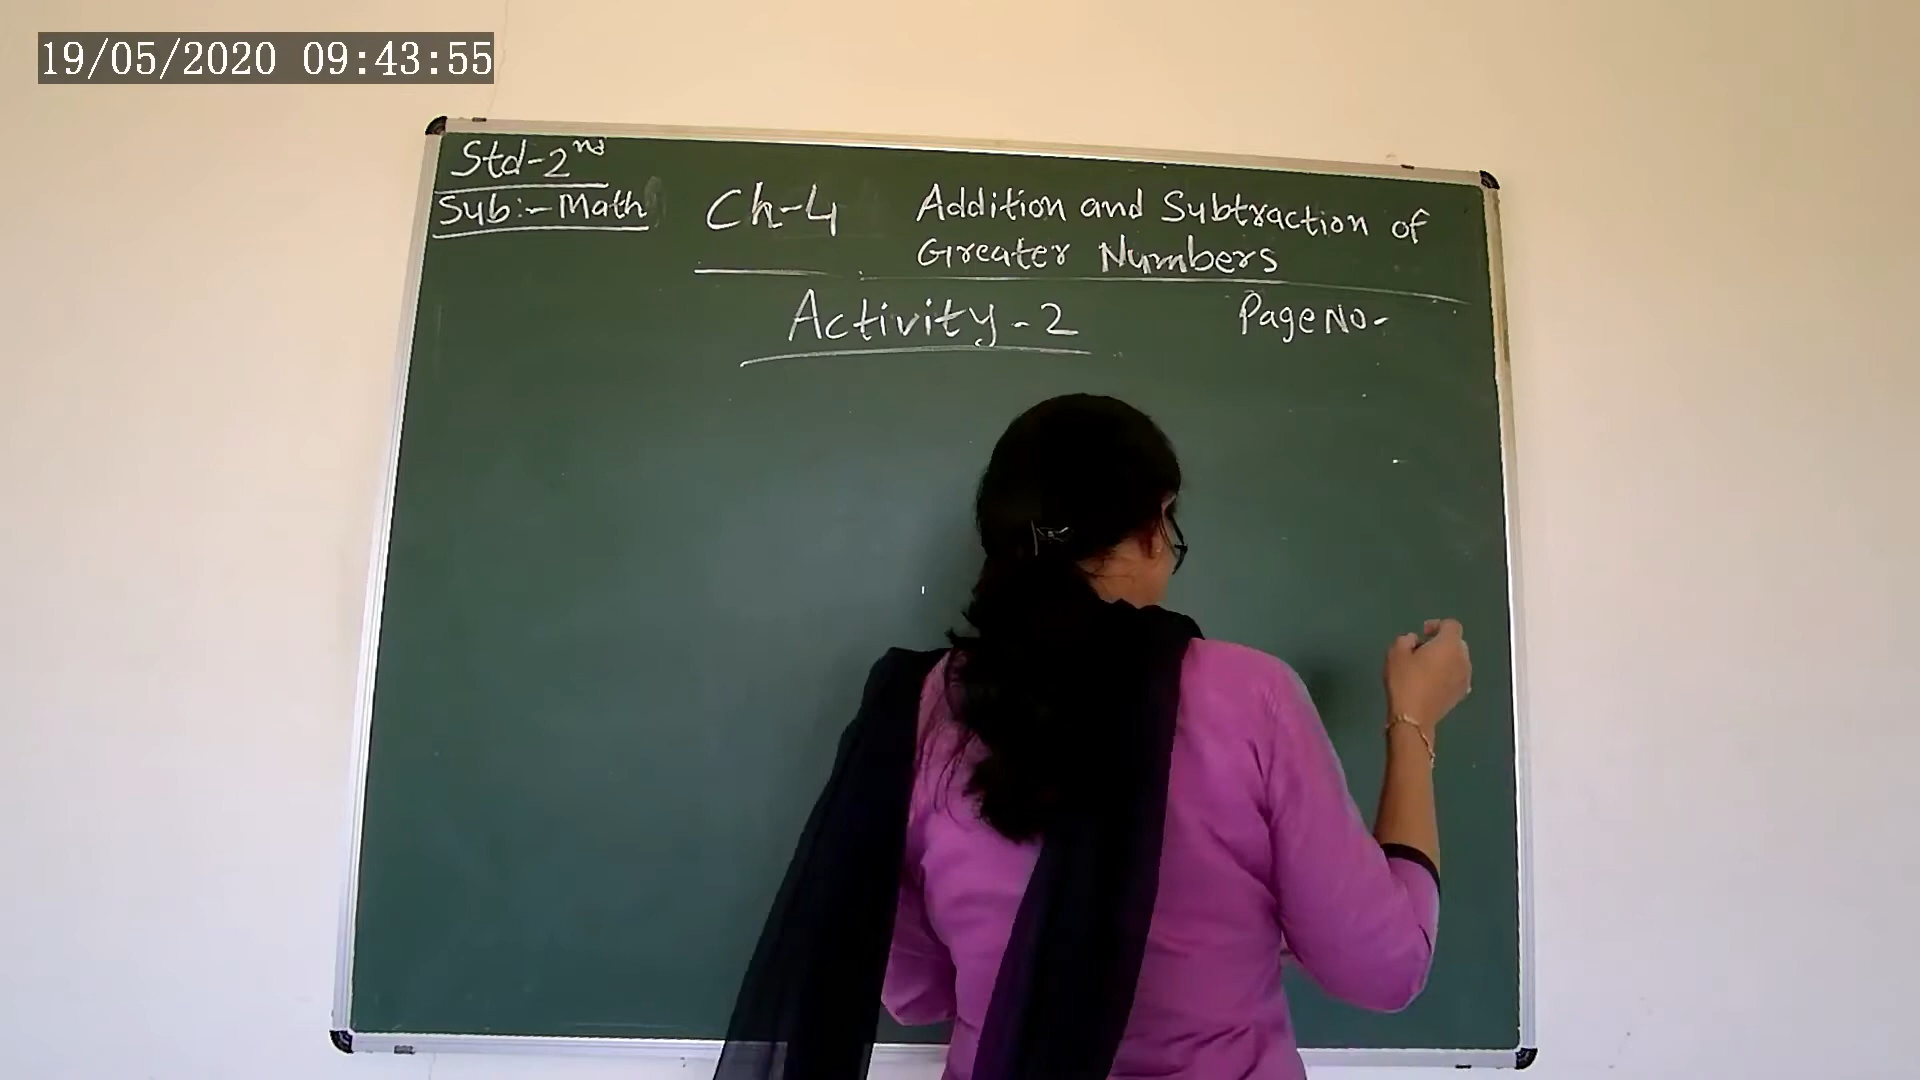 19/05/2020 09:43:55
Std-2nd
Sub:- Math
Ch-4 Addition and Subtraction of
Greater Numbers
Activity-2 Page No-